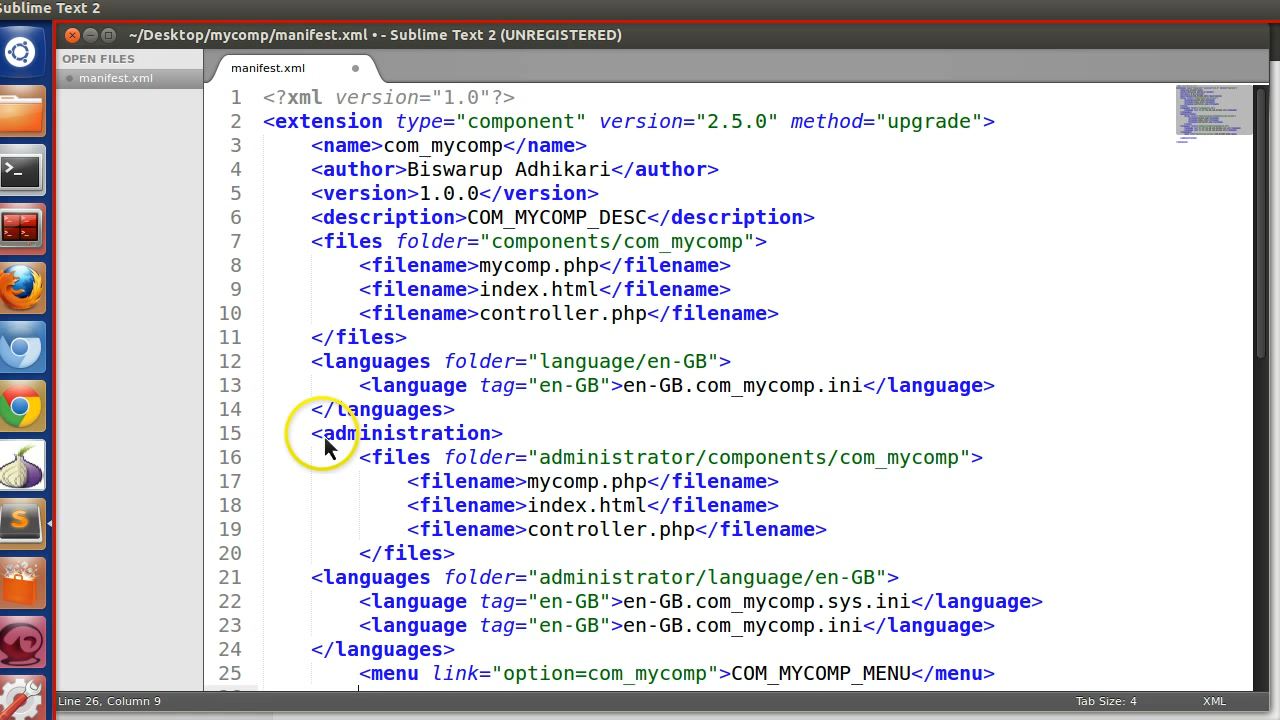 Sublime Text 2
~/Desktop/mycomp/manifest.xml • - Sublime Text 2 (UNREGISTERED)
OPEN FILES
manifest.xml
manifest.xml
1 <?xml version="1.0"?>
2 <extension type="component" version="2.5.0" method="upgrade">
3 <name>com_mycomp</name>
4 <author>Biswarup Adhikari</author>
5 <version>1.0.0</version>
6 <description>COM_MYCOMP_DESC</description>
7 <files folder="components/com_mycomp">
8 <filename>mycomp.php</filename>
9 <filename>index.html</filename>
10 <filename>controller.php</filename>
11 </files>
12 <languages folder="language/en-GB">
13 <language tag="en-GB">en-GB.com_mycomp.ini</language>
14 </languages>
15 <administration>
16 <files folder="administrator/components/com_mycomp">
17 <filename>mycomp.php</filename>
18 <filename>index.html</filename>
19 <filename>controller.php</filename>
20 </files>
21 <languages folder="administrator/language/en-GB">
22 <language tag="en-GB">en-GB.com_mycomp.sys.ini</language>
23 <language tag="en-GB">en-GB.com_mycomp.ini</language>
24 </languages>
25 <menu link="option=com_mycomp">COM_MYCOMP_MENU</menu>
Line 26, Column 9
Tab Size: 4
XML